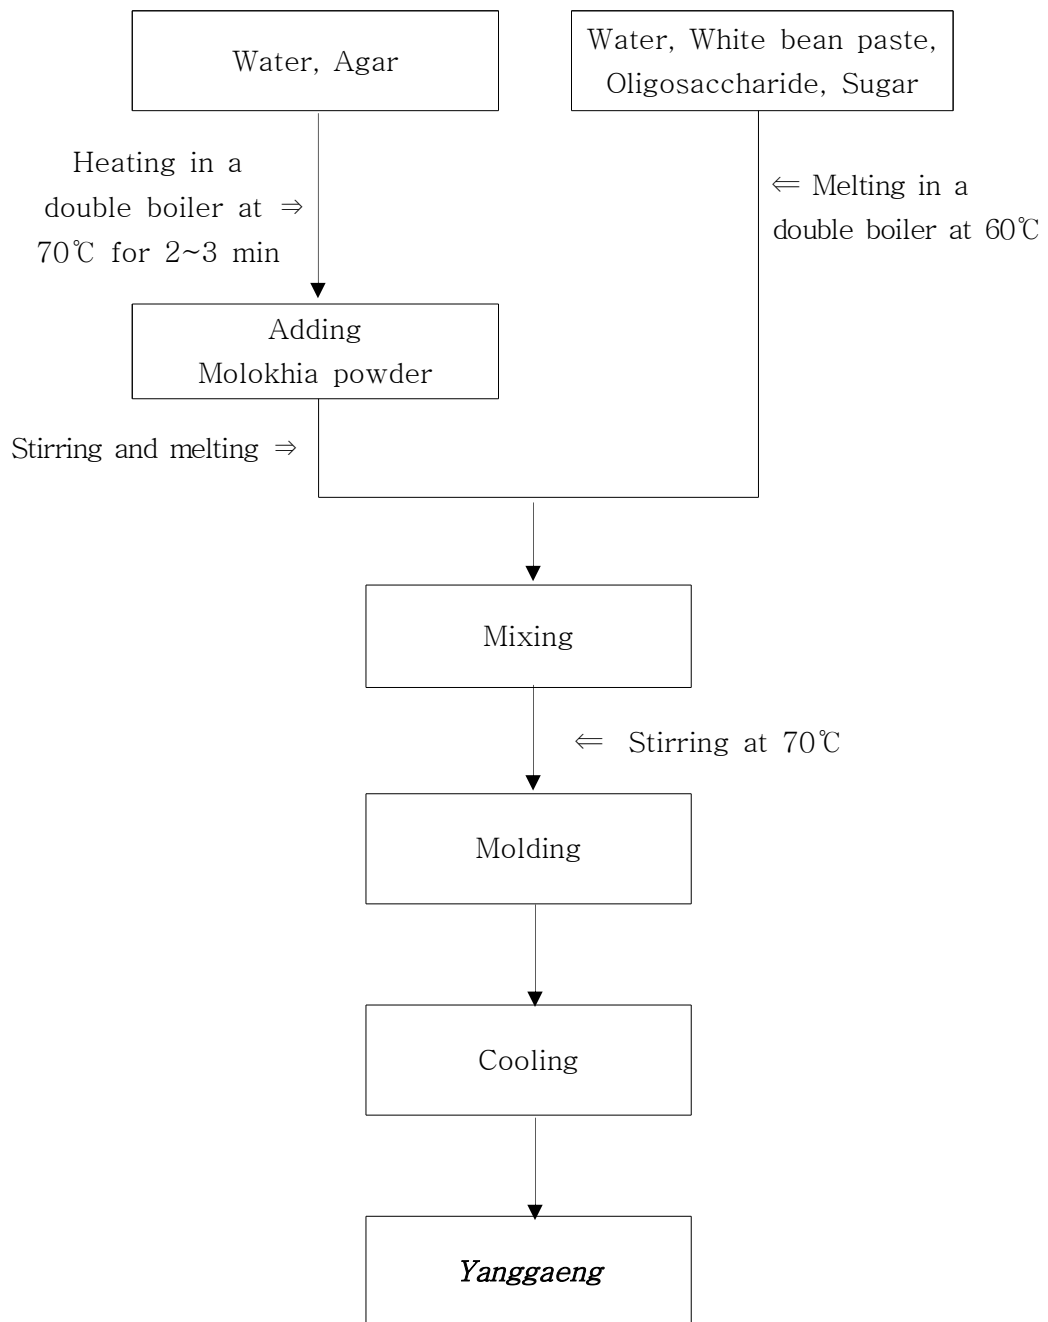 Water, Agar
Water, White bean paste,
Oligosaccharide, Sugar
Heating in a
double boiler at ⇒
70℃ for 2~3 min
⇐ Melting in a
double boiler at 60℃
Adding
Molokhia powder
Stirring and melting ⇒
Mixing
⇐ Stirring at 70℃
Molding
Cooling
Yanggaeng